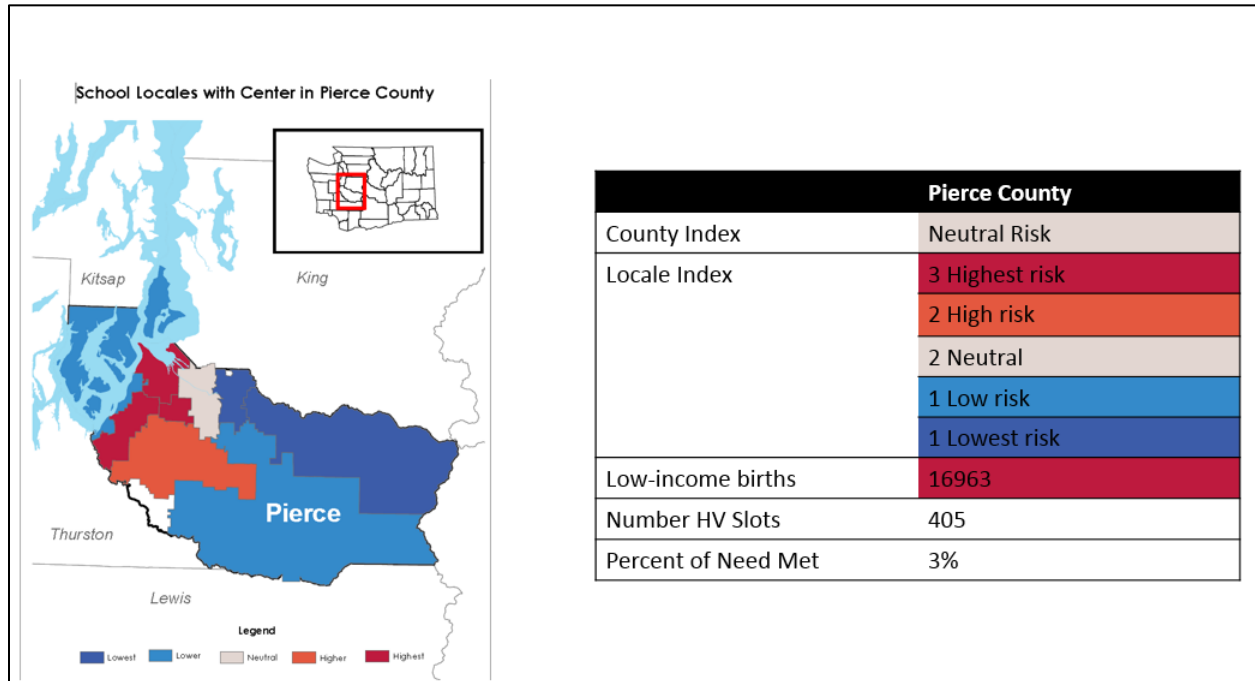 School Locales with Center in Pierce County
Kitsap
King
Pierce
Thurston
Lewis
Legend
Lowest
Lower
Neutral
Higher
Highest
Pierce County
County Index Neutral Risk
Locale Index 3 Highest risk
2 High risk
2 Neutral
1 Low risk
1 Lowest risk
Low-income births 16963
Number HV Slots 405
Percent of Need Met 3%